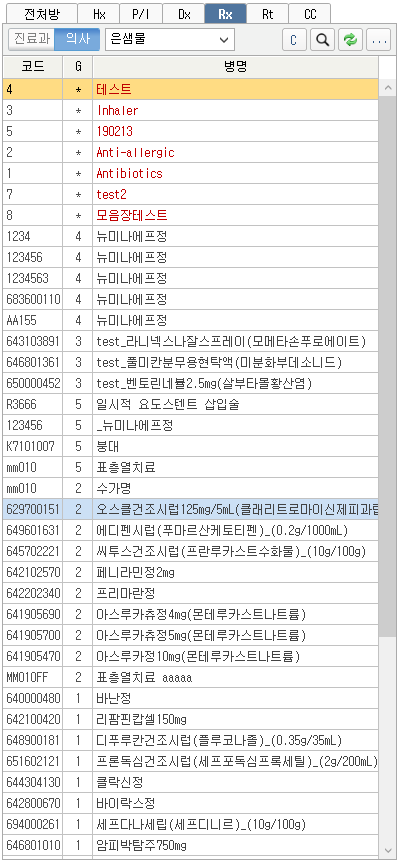 전처방 Hx P/I Dx Rx Rt CC
진료과 의사 은샘물 C ...
코드 G 병명
4 * 테스트
3 * Inhaler
5 * 190213
2 * Anti-allergic
1 * Antibiotics
7 * test2
8 * 모음장테스트
1234 4 뉴미나에프정
123456 4 뉴미나에프정
1234563 4 뉴미나에프정
683600110 4 뉴미나에프정
AA155 4 뉴미나에프정
643103891 3 test_라니넥스나잘스프레이(모메타손푸로에이트)
646801361 3 test_풀미칸분무용현탁액(미분화부데소니드)
650000452 3 test_벤토린네뷸2.5mg(살부타몰황산염)
R3666 5 일시적 요도스텐트 삽입술
123456 5 _뉴미나에프정
K7101007 5 붕대
mm010 5 표층열치료
mm010 2 수가명
629700151 2 오스클건조시럽125mg/5mL(클래리트로마이신제피과립
649601631 2 에디펜시럽(푸마르산케토티펜)_(0.2g/1000mL)
645702221 2 씨투스건조시럽(프란루카스트수화물)_(10g/100g)
642102570 2 페니라민정2mg
642202340 2 프리마란정
641905690 2 아스루카츄정4mg(몬테루카스트나트륨)
641905700 2 아스루카츄정5mg(몬테루카스트나트륨)
641905470 2 아스루카정10mg(몬테루카스트나트륨)
MM010FF 2 표층열치료 aaaaa
640000480 1 바난정
642100420 1 리팜핀캅셀150mg
648900181 1 디푸루칸건조시럽(플루코나졸)_(0.35g/35mL)
651602121 1 프론독심건조시럽(세프포독심프록세틸)_(2g/200mL)
644304130 1 클락신정
642800670 1 바이락스정
694000261 1 세프다나세립(세프디니르)_(10g/100g)
646801010 1 암피박탐주750mg